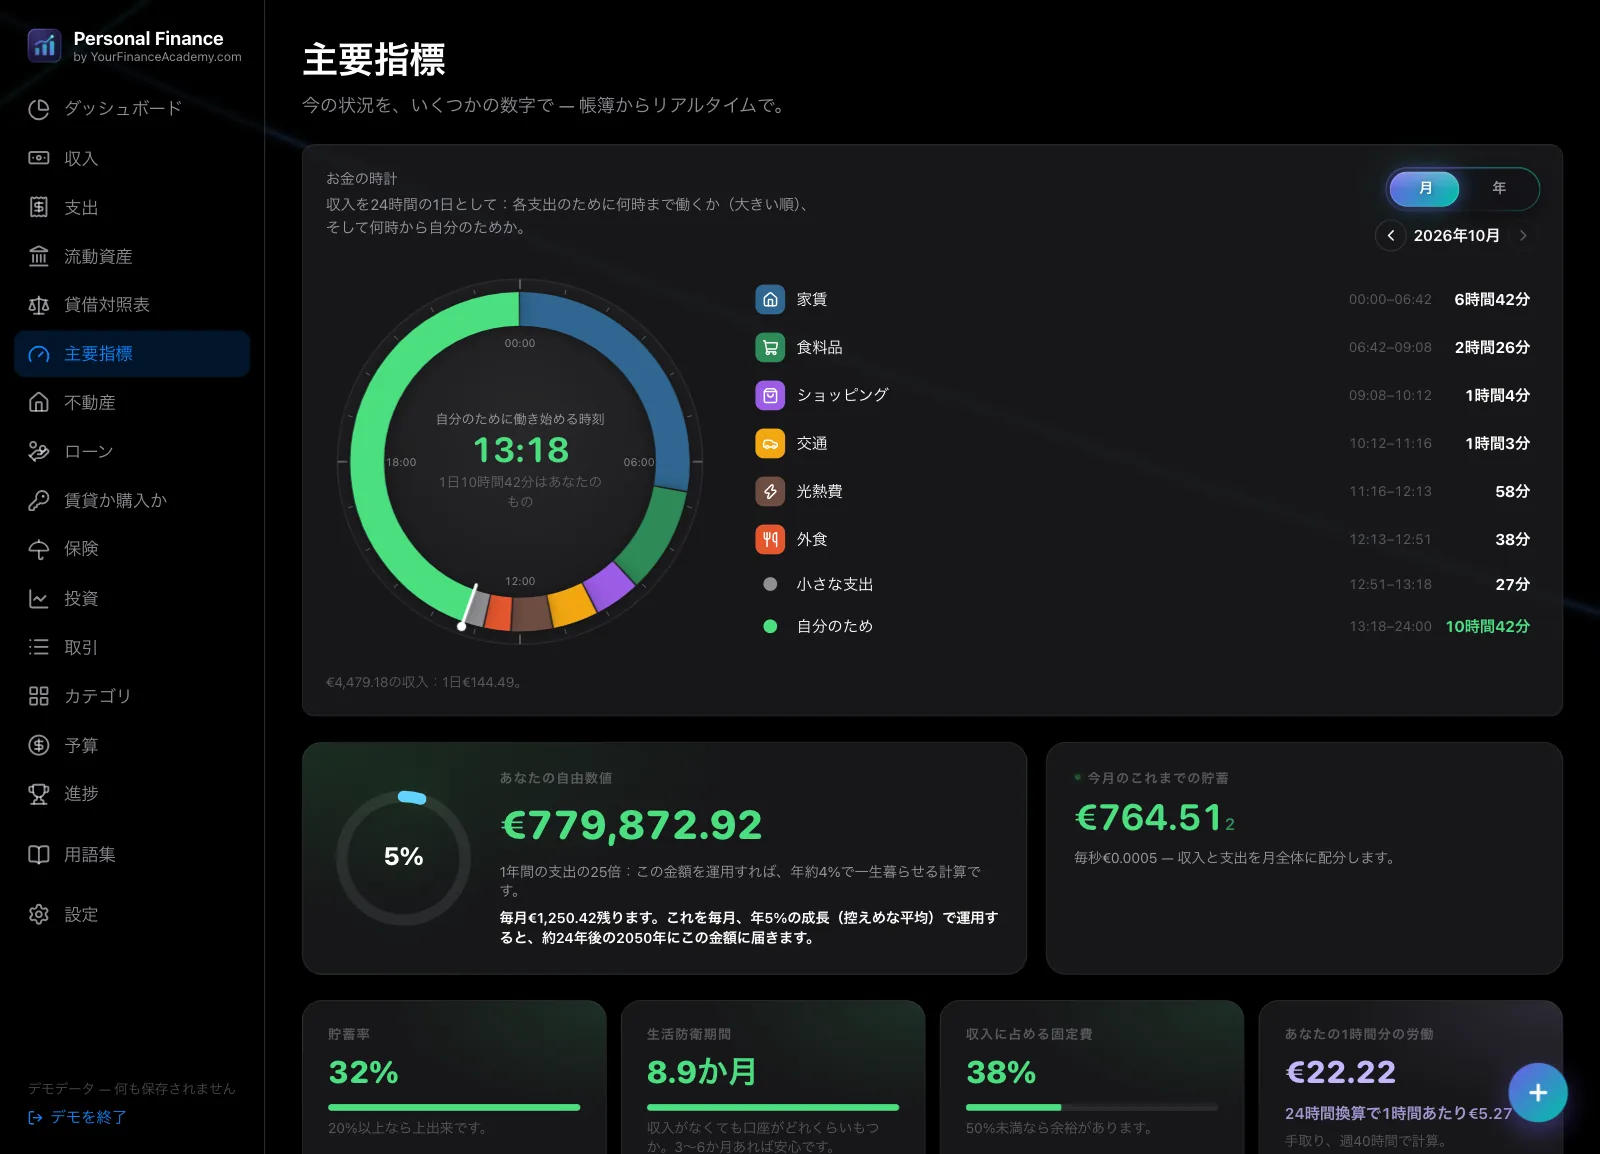 Personal Finance
by YourFinanceAcademy.com
ダッシュボード
収入
支出
流動資産
貸借対照表
主要指標
不動産
ローン
賃貸か購入か
保険
投資
取引
カテゴリ
予算
進捗
用語集
設定
デモデータ — 何も保存されません
デモを終了
主要指標
今の状況を、いくつかの数字で — 帳簿からリアルタイムで。
お金の時計
収入を24時間の1日として：各支出のために何時まで働くか（大きい順）、
そして何時から自分のためか。
月 年
2026年10月
00:00
06:00
12:00
18:00
自分のために働き始める時刻
13:18
1日10時間42分はあなたの
もの
家賃 00:00–06:42 6時間42分
食料品 06:42–09:08 2時間26分
ショッピング 09:08–10:12 1時間4分
交通 10:12–11:16 1時間3分
光熱費 11:16–12:13 58分
外食 12:13–12:51 38分
小さな支出 12:51–13:18 27分
自分のため 13:18–24:00 10時間42分
€4,479.18の収入：1日€144.49。
5%
あなたの自由数値
€779,872.92
1年間の支出の25倍：この金額を運用すれば、年約4%で一生暮らせる計算で
す。
毎月€1,250.42残ります。これを毎月、年5%の成長（控えめな平均）で運用す
ると、約24年後の2050年にこの金額に届きます。
今月のこれまでの貯蓄
€764.512
毎秒€0.0005 — 収入と支出を月全体に配分します。
貯蓄率
32%
20%以上なら上出来です。
生活防衛期間
8.9か月
収入がなくても口座がどれくらいもつ
か。3〜6か月あれば安心です。
収入に占める固定費
38%
50%未満なら余裕があります。
あなたの1時間分の労働
€22.22
24時間換算で1時間あたり€5.27
手取り、週40時間で計算。